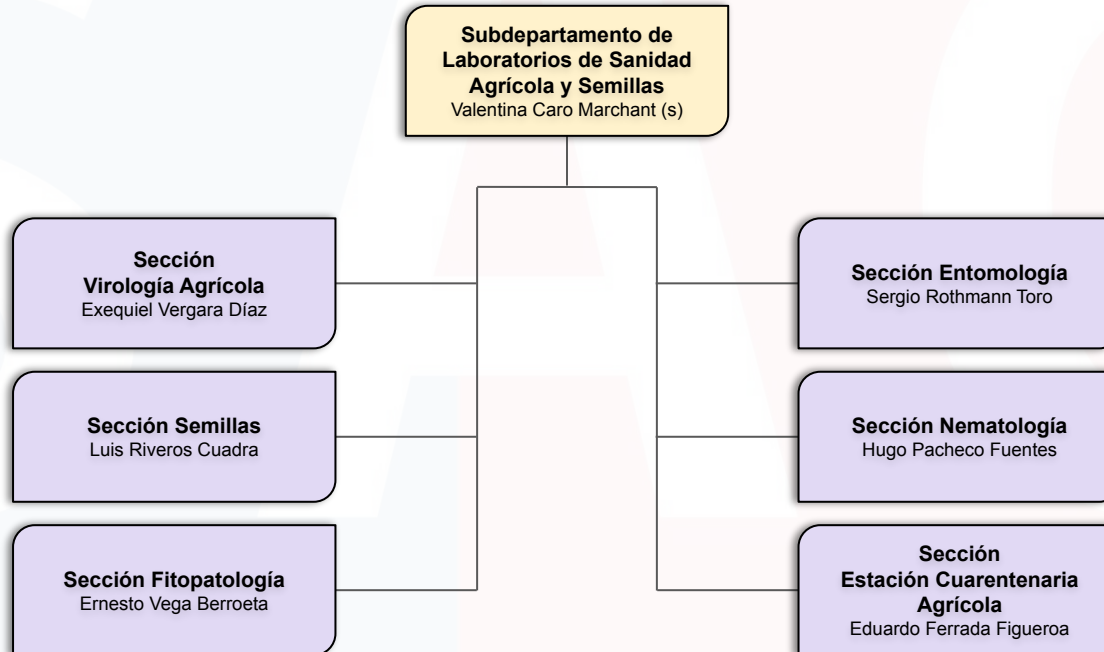 Subdepartamento de
Laboratorios de Sanidad
Agrícola y Semillas
Valentina Caro Marchant (s)
Sección
Virología Agrícola
Exequiel Vergara Díaz
Sección Entomología
Sergio Rothmann Toro
Sección Semillas
Luis Riveros Cuadra
Sección Nematología
Hugo Pacheco Fuentes
Sección Fitopatología
Ernesto Vega Berroeta
Sección
Estación Cuarentenaria
Agrícola
Eduardo Ferrada Figueroa